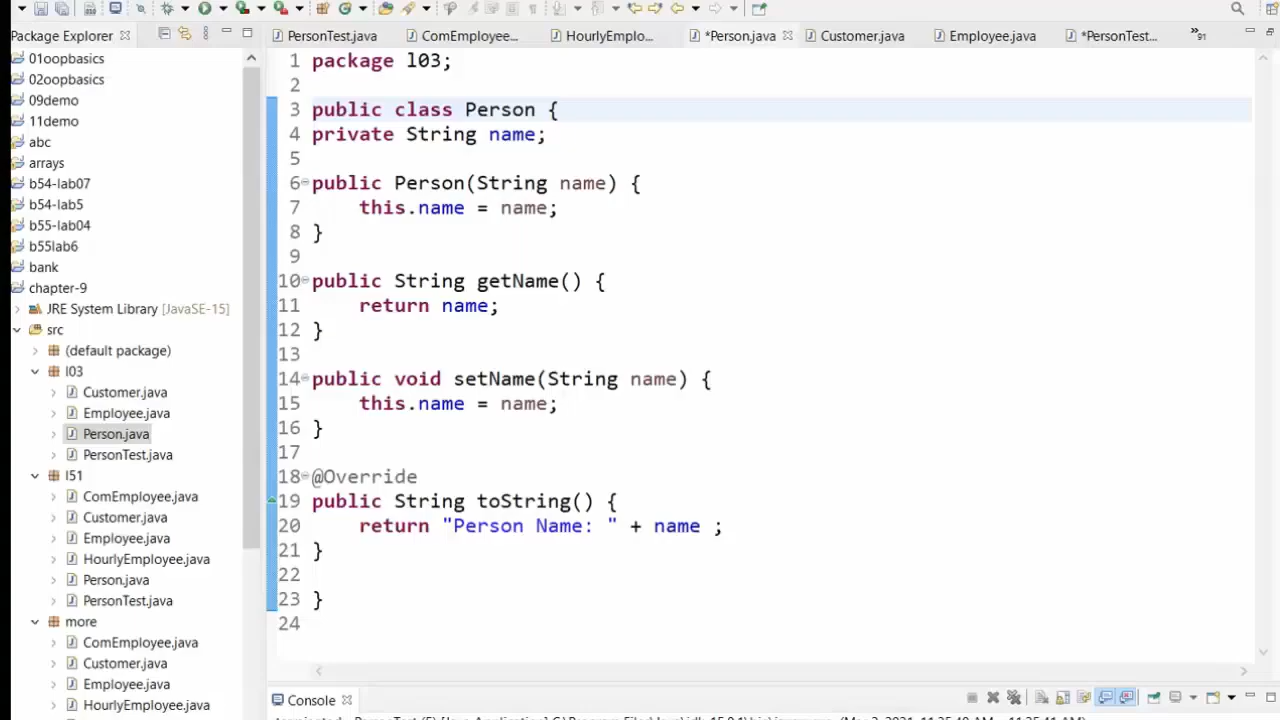 Package Explorer
PersonTest.java
ComEmployee...
HourlyEmplo...
*Person.java
Customer.java
Employee.java
*PersonTest...
»91
01oopbasics
02oopbasics
09demo
11demo
abc
arrays
b54-lab07
b54-lab5
b55-lab04
b55lab6
bank
chapter-9
JRE System Library [JavaSE-15]
src
(default package)
l03
Customer.java
Employee.java
Person.java
PersonTest.java
l51
ComEmployee.java
Customer.java
Employee.java
HourlyEmployee.java
Person.java
PersonTest.java
more
ComEmployee.java
Customer.java
Employee.java
HourlyEmployee.java
1 package l03;
2
3 public class Person {
4 private String name;
5
6 public Person(String name) {
7 this.name = name;
8 }
9
10 public String getName() {
11 return name;
12 }
13
14 public void setName(String name) {
15 this.name = name;
16 }
17
18 @Override
19 public String toString() {
20 return "Person Name: " + name ;
21 }
22
23 }
24
Console